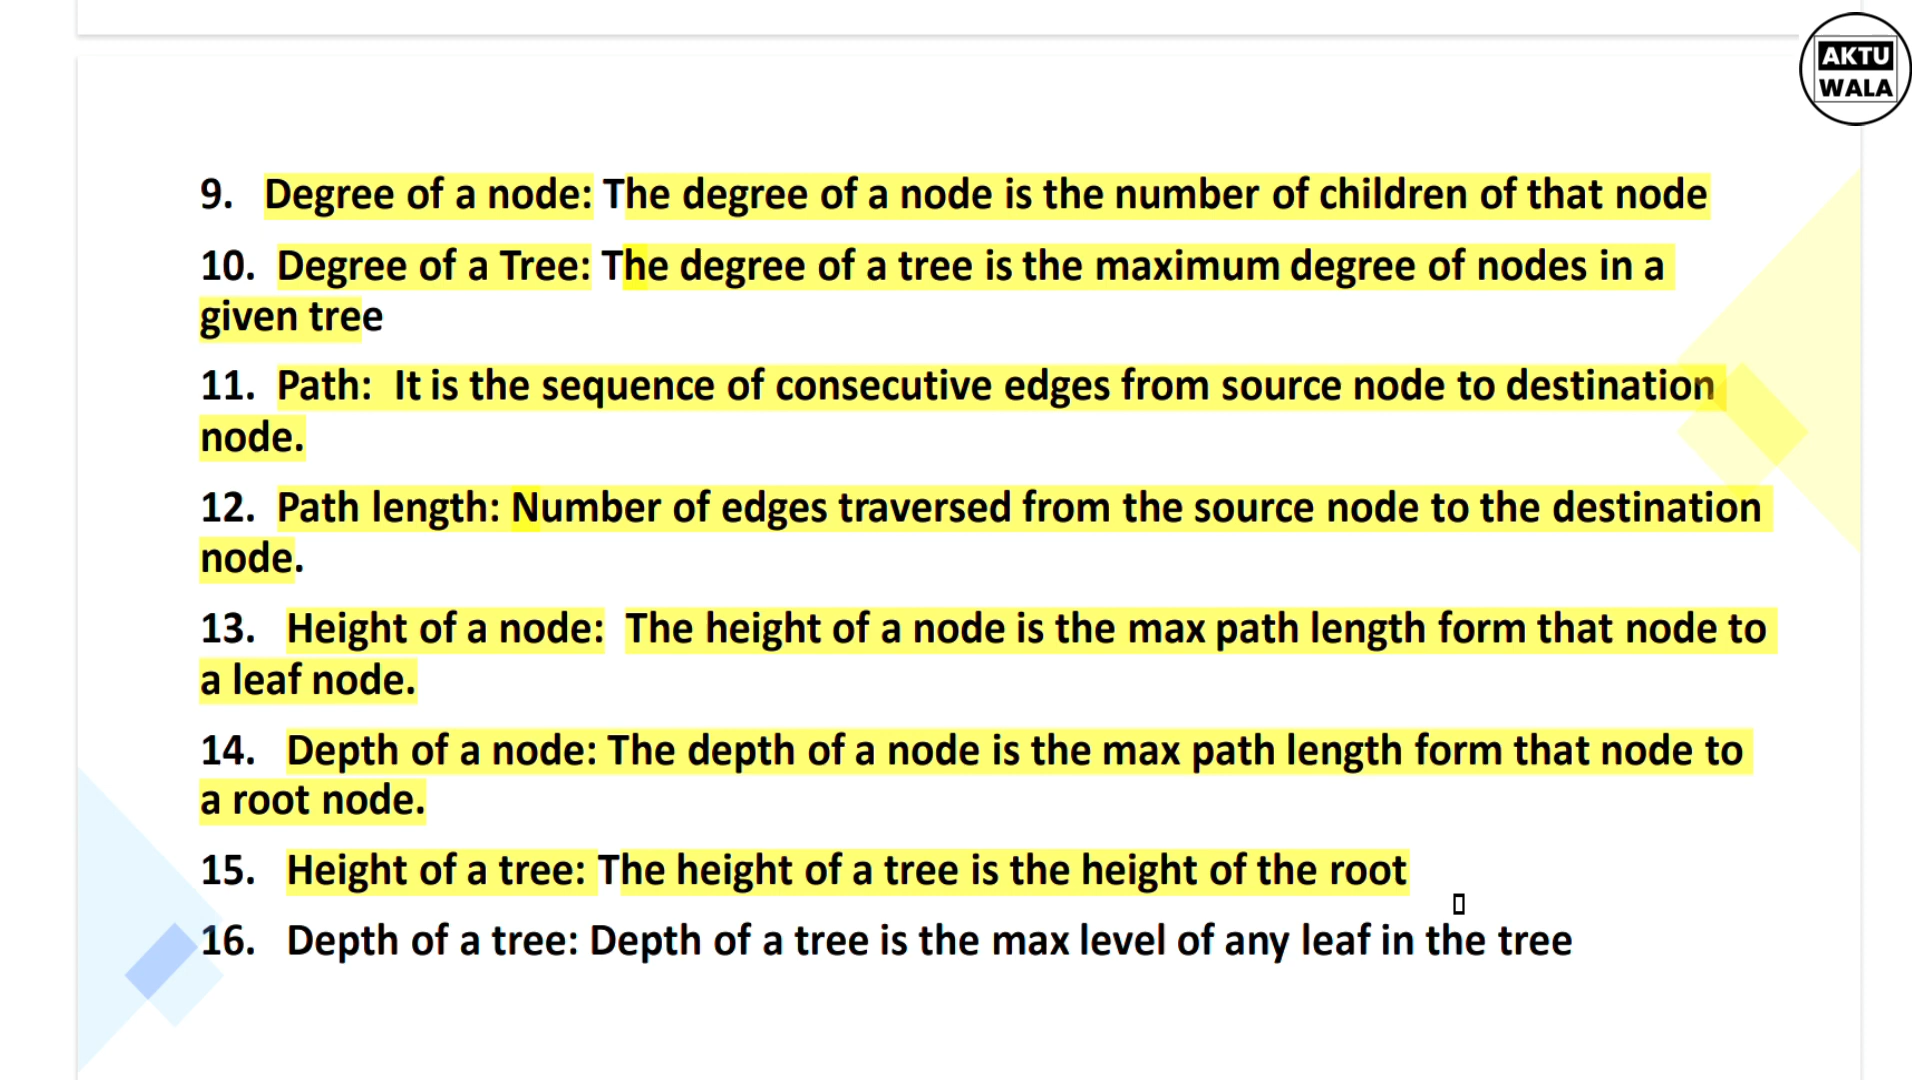 AKTU
WALA
9. Degree of a node: The degree of a node is the number of children of that node
10. Degree of a Tree: The degree of a tree is the maximum degree of nodes in a
given tree
11. Path: It is the sequence of consecutive edges from source node to destination
node.
12. Path length: Number of edges traversed from the source node to the destination
node.
13. Height of a node: The height of a node is the max path length form that node to
a leaf node.
14. Depth of a node: The depth of a node is the max path length form that node to
a root node.
15. Height of a tree: The height of a tree is the height of the root
16. Depth of a tree: Depth of a tree is the max level of any leaf in the tree